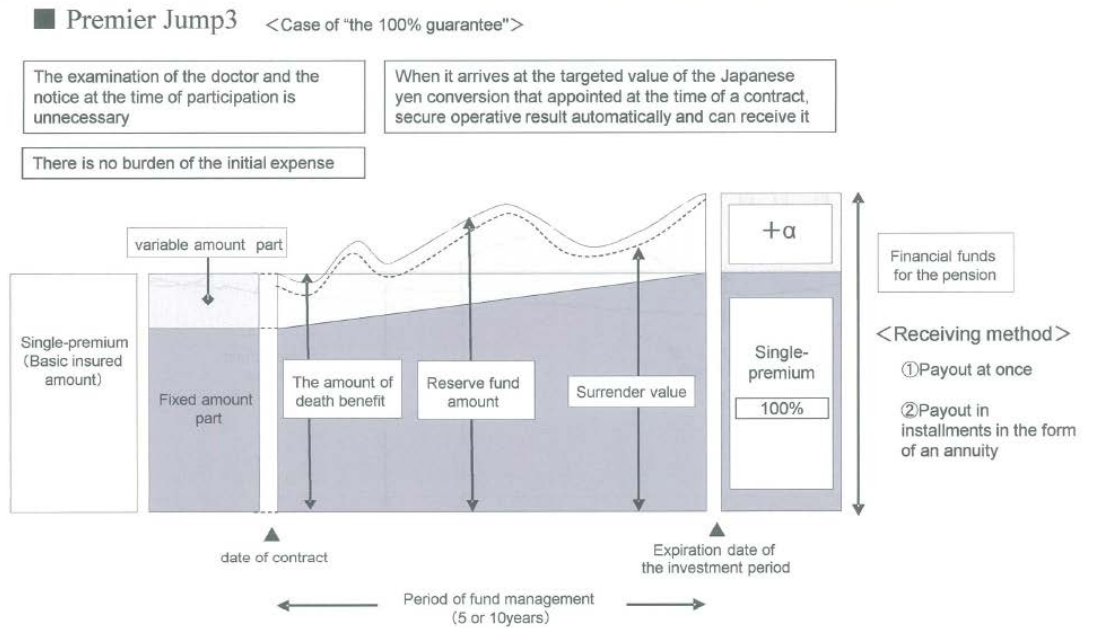 ■ Premier Jump3 <Case of "the 100% guarantee">
The examination of the doctor and the
notice at the time of participation is
unnecessary
When it arrives at the targeted value of the Japanese
yen conversion that appointed at the time of a contract,
secure operative result automatically and can receive it
There is no burden of the initial expense
variable amount part
+α
Financial funds
for the pension
Single-premium
(Basic insured
amount)
Fixed amount
part
The amount of
death benefit
Reserve fund
amount
Surrender value
Single-
premium
100%
<Receiving method>
①Payout at once
②Payout in
installments in the form
of an annuity
date of contract
Expiration date of
the investment period
Period of fund management
(5 or 10years)